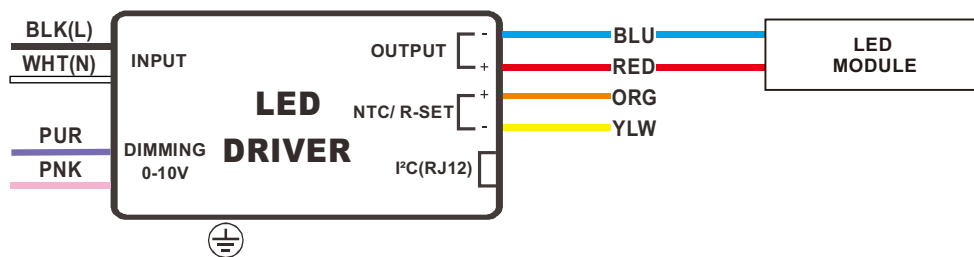 BLK(L)
WHT(N)
PUR
PNK
INPUT
DIMMING
0-10V
LED
DRIVER
OUTPUT
-
+
NTC/ R-SET
+
-
I²C(RJ12)
BLU
RED
ORG
YLW
LED
MODULE